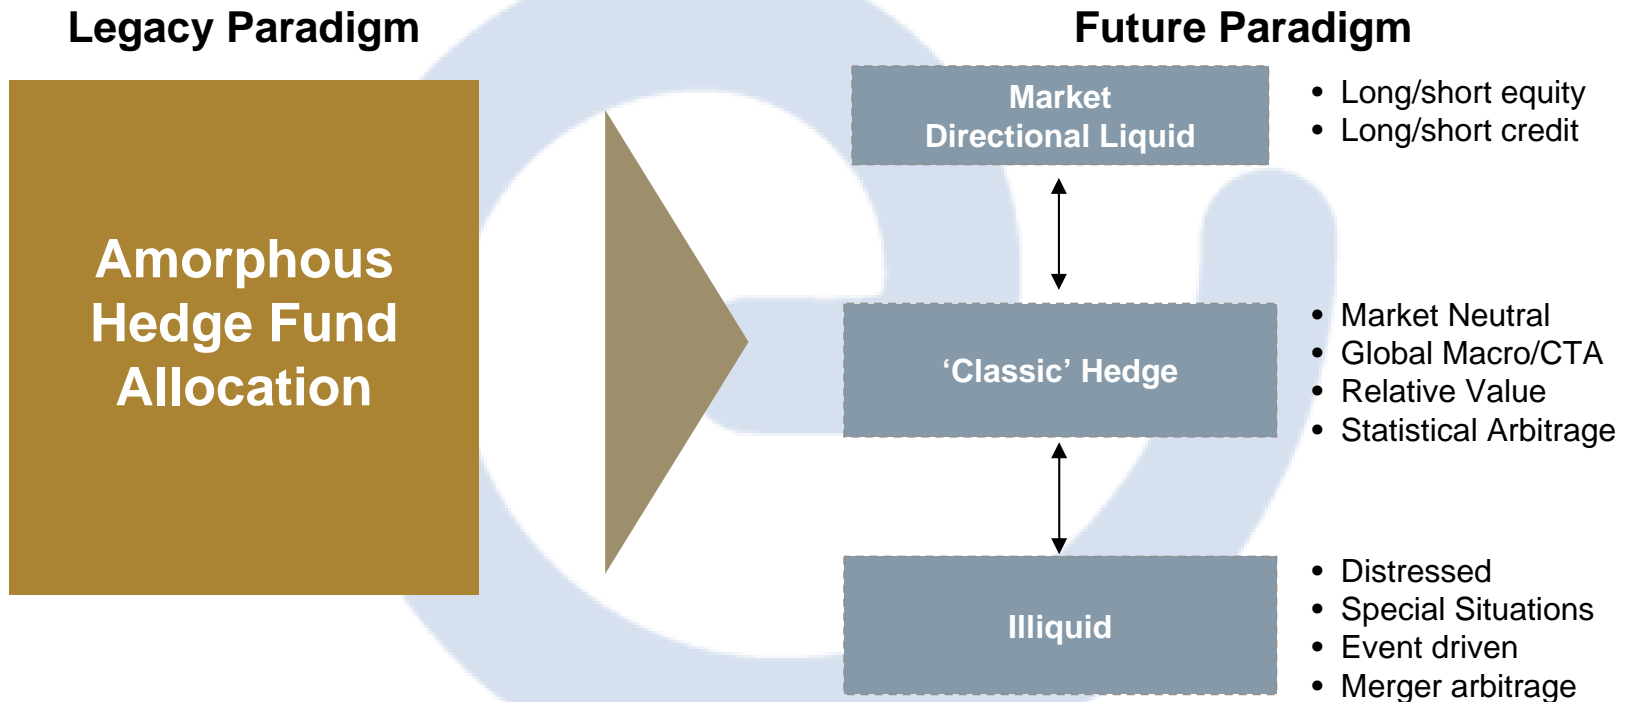 Legacy Paradigm
Future Paradigm
Amorphous
Hedge Fund
Allocation
Market
Directional Liquid
• Long/short equity
• Long/short credit
‘Classic’ Hedge
• Market Neutral
• Global Macro/CTA
• Relative Value
• Statistical Arbitrage
Illiquid
• Distressed
• Special Situations
• Event driven
• Merger arbitrage